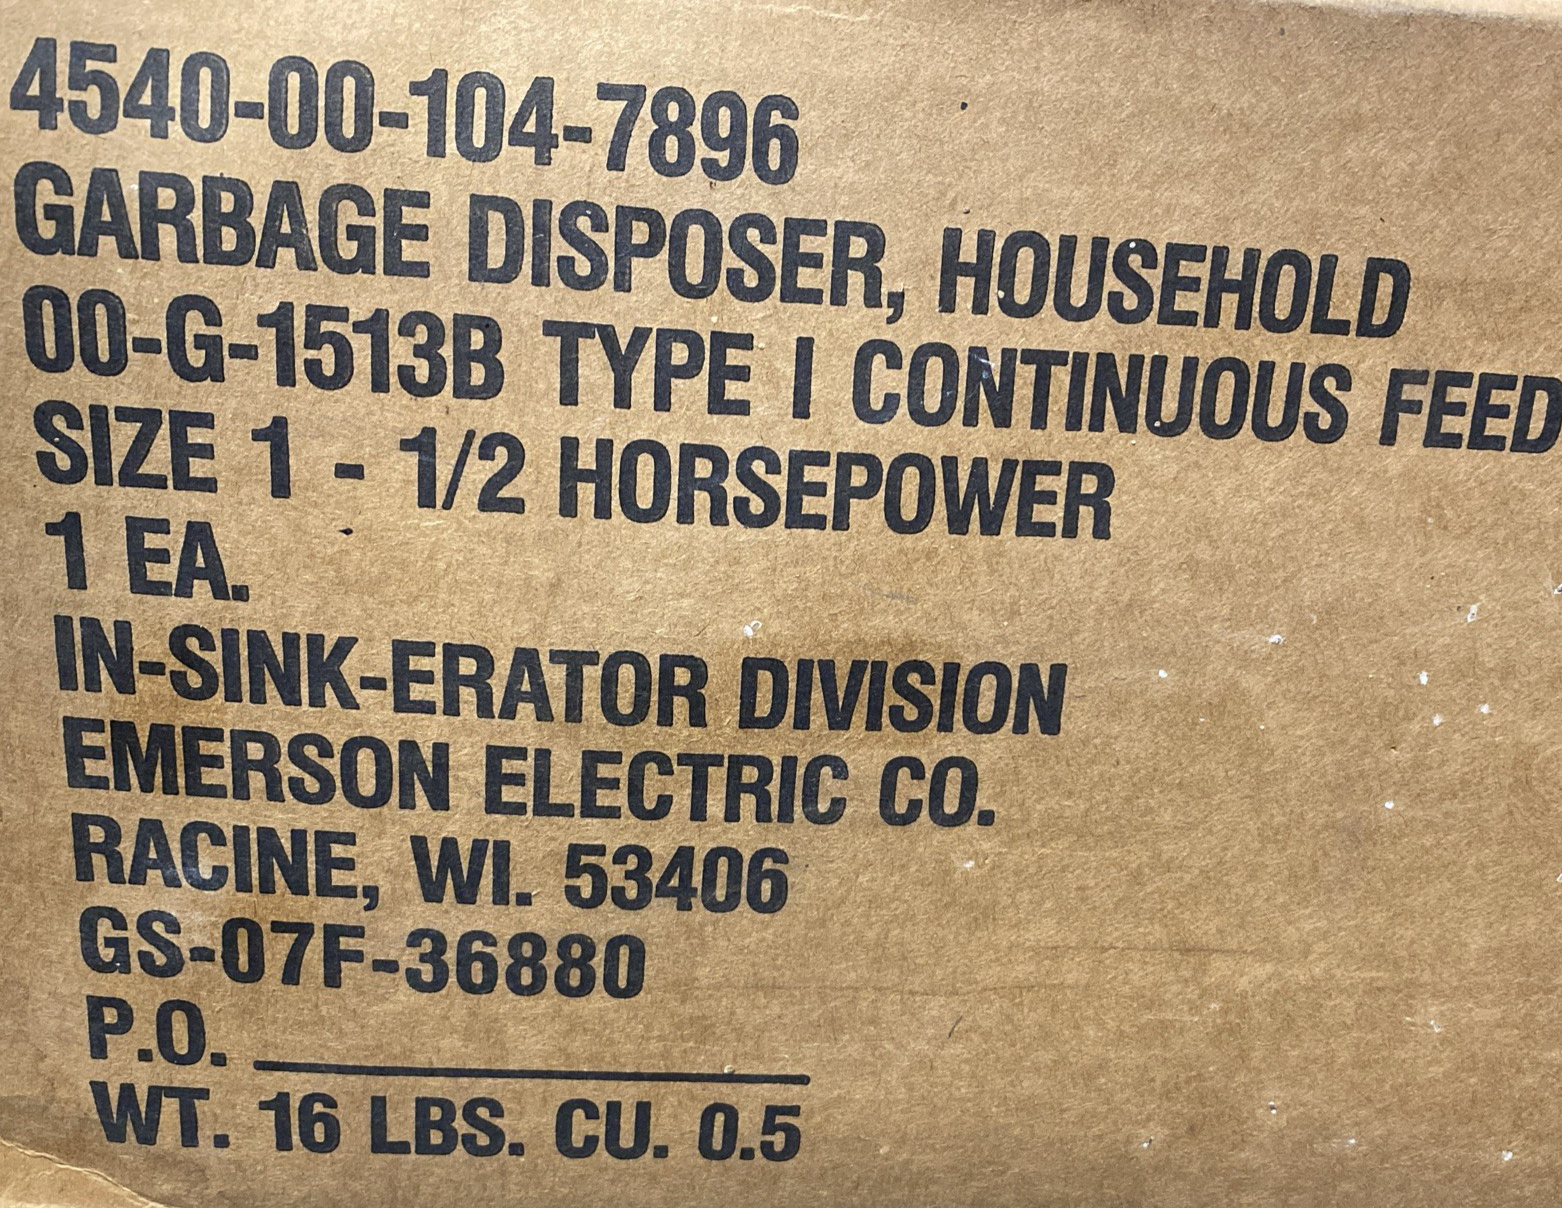 4540-00-104-7896
GARBAGE DISPOSER, HOUSEHOLD
00-G-1513B TYPE I CONTINUOUS FEED
SIZE 1 - 1/2 HORSEPOWER
1 EA.
IN-SINK-ERATOR DIVISION
EMERSON ELECTRIC CO.
RACINE, WI. 53406
GS-07F-36880
P.O. ____________
WT. 16 LBS. CU. 0.5